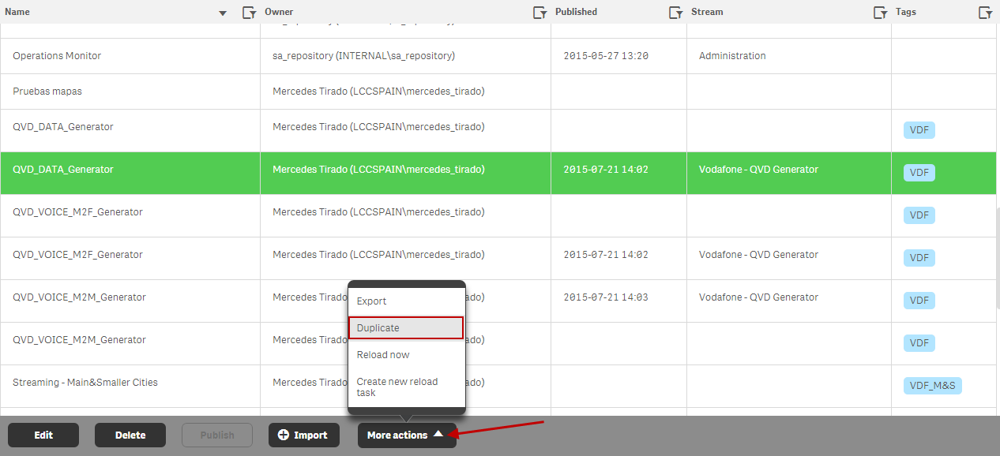 Name Owner Published Stream Tags
Operations Monitor sa_repository (INTERNAL\sa_repository) 2015-05-27 13:20 Administration
Pruebas mapas Mercedes Tirado (LCCSPAIN\mercedes_tirado)
QVD_DATA_Generator Mercedes Tirado (LCCSPAIN\mercedes_tirado) VDF
QVD_DATA_Generator Mercedes Tirado (LCCSPAIN\mercedes_tirado) 2015-07-21 14:02 Vodafone - QVD Generator VDF
QVD_VOICE_M2F_Generator Mercedes Tirado (LCCSPAIN\mercedes_tirado) VDF
QVD_VOICE_M2F_Generator Mercedes Tirado (LCCSPAIN\mercedes_tirado) 2015-07-21 14:02 Vodafone - QVD Generator VDF
QVD_VOICE_M2M_Generator Mercedes Tirado ado) 2015-07-21 14:03 Vodafone - QVD Generator VDF
QVD_VOICE_M2M_Generator Mercedes Tirado ado) VDF
Streaming - Main&Smaller Cities Mercedes Tirado ado) VDF_M&S
Export
Duplicate
Reload now
Create new reload
task
Edit Delete Publish Import More actions